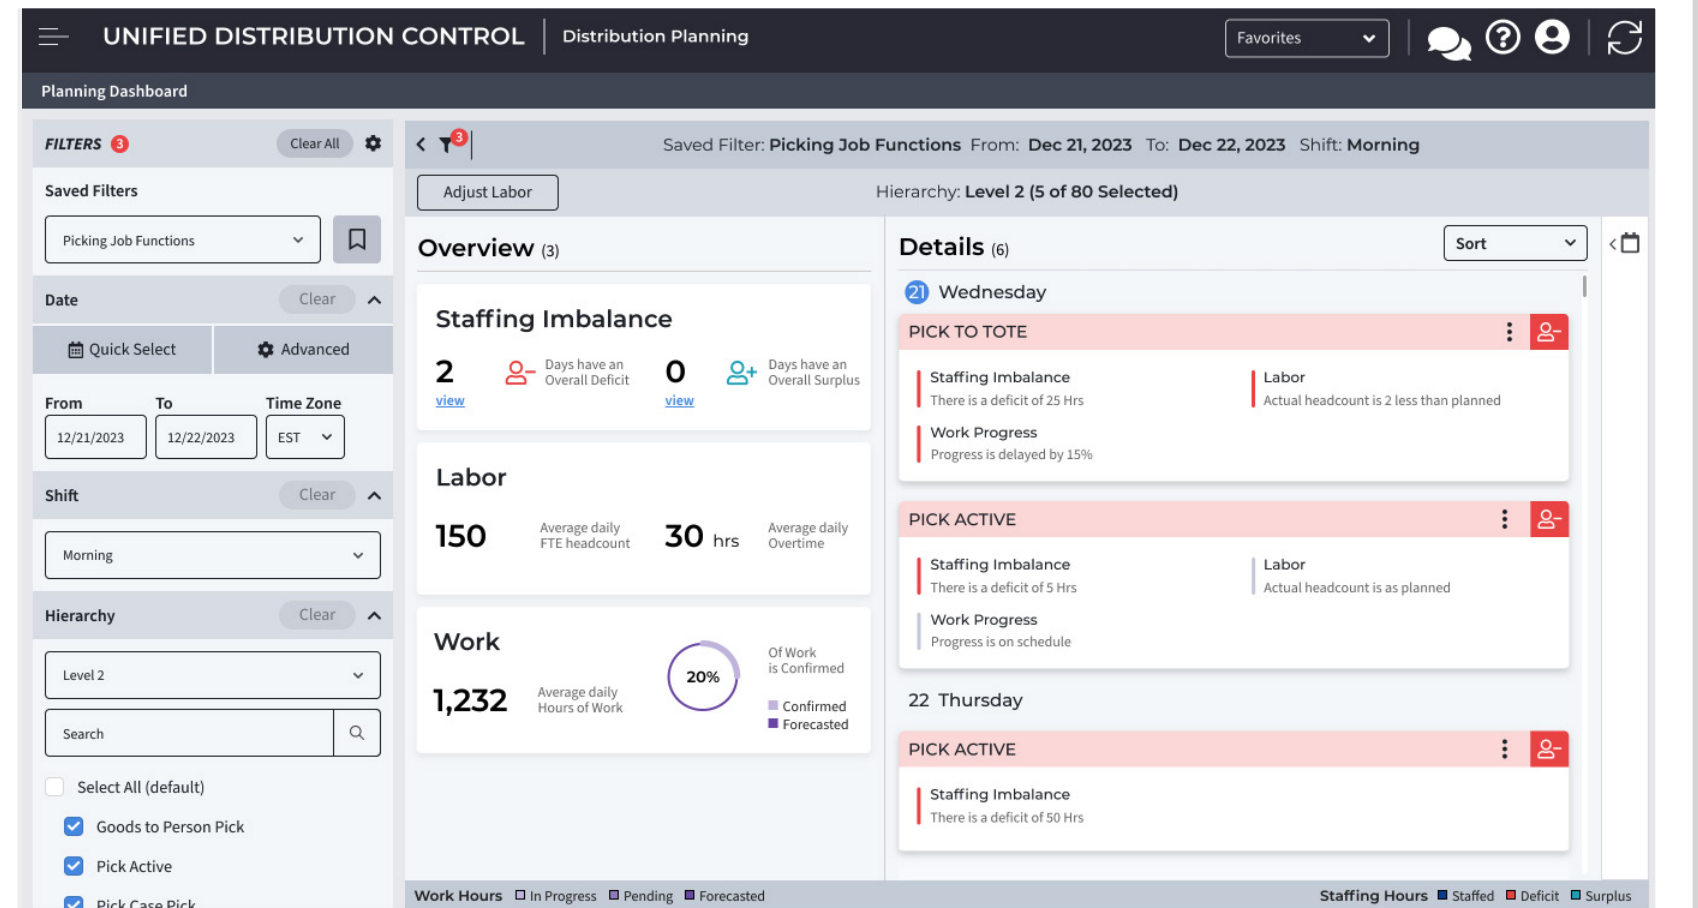 UNIFIED DISTRIBUTION CONTROL Distribution Planning Favorites
Planning Dashboard
FILTERS 3 Clear All
Saved Filters
Picking Job Functions
Date Clear
Quick Select Advanced
From To Time Zone
12/21/2023 12/22/2023 EST
Shift Clear
Morning
Hierarchy Clear
Level 2
Search
Select All (default)
Goods to Person Pick
Pick Active
Pick Case Pick
3 Saved Filter: Picking Job Functions From: Dec 21, 2023 To: Dec 22, 2023 Shift: Morning
Adjust Labor Hierarchy: Level 2 (5 of 80 Selected)
Overview (3)
Staffing Imbalance
2 Days have an
Overall Deficit
view
0 Days have an
Overall Surplus
view
Labor
150 Average daily
FTE headcount
30 hrs Average daily
Overtime
Work
1,232 Average daily
Hours of Work
20%
Of Work
is Confirmed
Confirmed
Forecasted
Details (6) Sort
21 Wednesday
PICK TO TOTE
Staffing Imbalance
There is a deficit of 25 Hrs
Labor
Actual headcount is 2 less than planned
Work Progress
Progress is delayed by 15%
PICK ACTIVE
Staffing Imbalance
There is a deficit of 5 Hrs
Labor
Actual headcount is as planned
Work Progress
Progress is on schedule
22 Thursday
PICK ACTIVE
Staffing Imbalance
There is a deficit of 50 Hrs
Work Hours In Progress Pending Forecasted
Staffing Hours Staffed Deficit Surplus